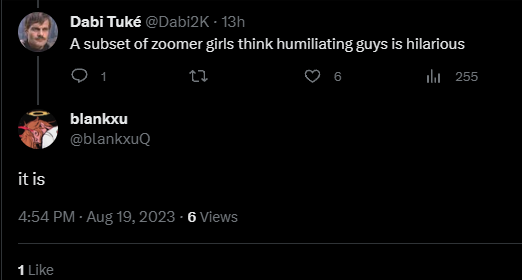 Dabi Tuké @Dabi2K · 13h
A subset of zoomer girls think humiliating guys is hilarious
1 6 255
blankxu
@blankxuQ
it is
4:54 PM · Aug 19, 2023 · 6 Views
1 Like